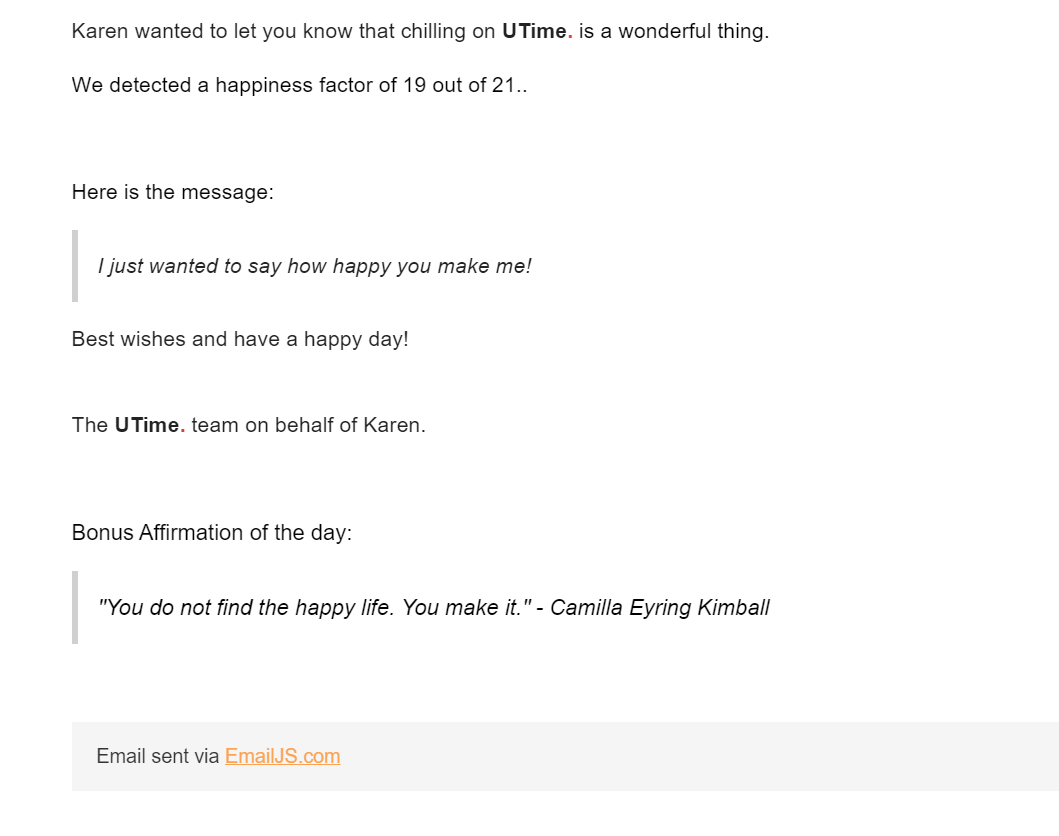 Karen wanted to let you know that chilling on UTime. is a wonderful thing.
We detected a happiness factor of 19 out of 21..
Here is the message:
I just wanted to say how happy you make me!
Best wishes and have a happy day!
The UTime. team on behalf of Karen.
Bonus Affirmation of the day:
"You do not find the happy life. You make it." - Camilla Eyring Kimball
Email sent via EmailJS.com